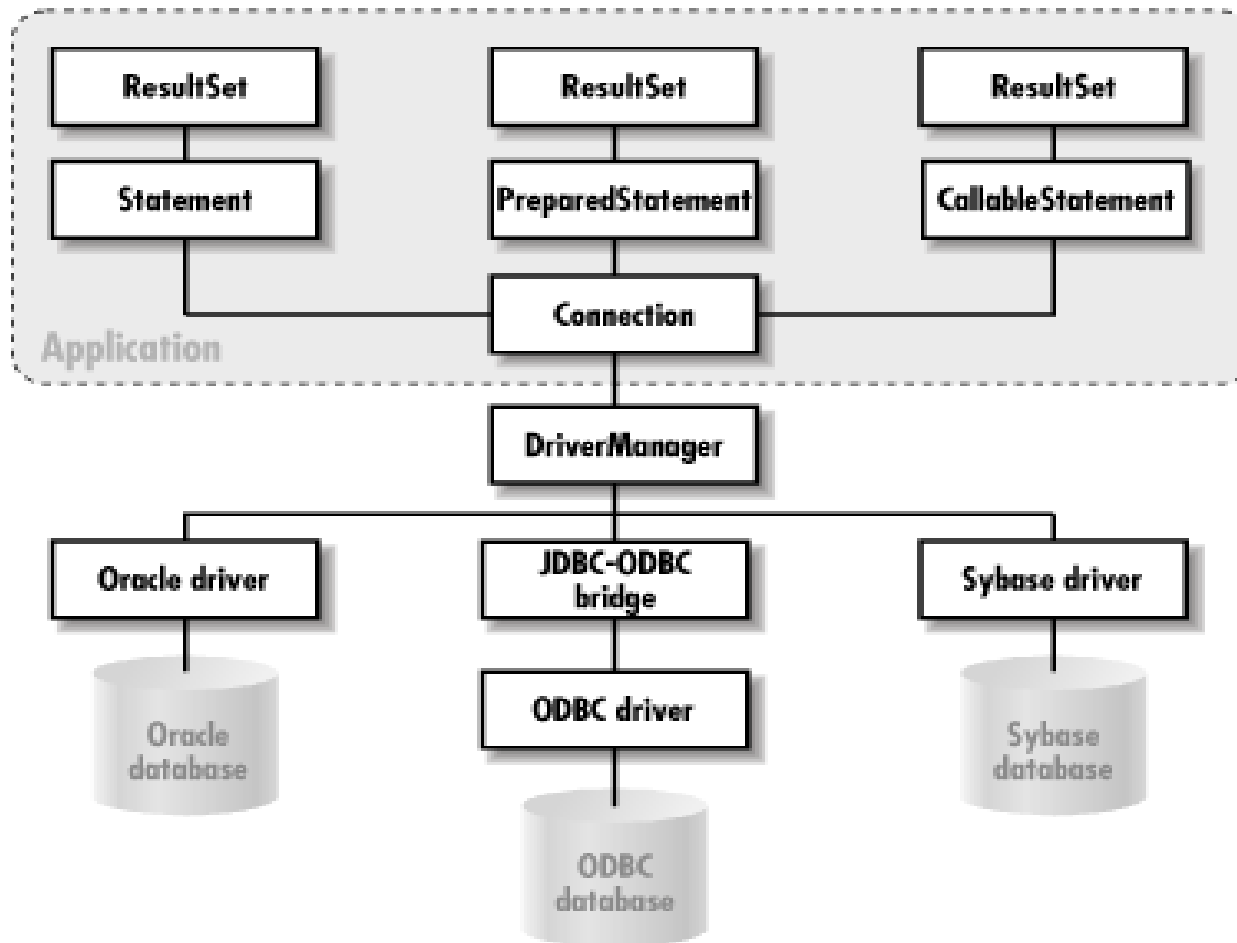 ResultSet
ResultSet
ResultSet
Statement
PreparedStatement
CallableStatement
Connection
Application
DriverManager
Oracle driver
JDBC-ODBC
bridge
Sybase driver
ODBC driver
Oracle
database
Sybase
database
ODBC
database